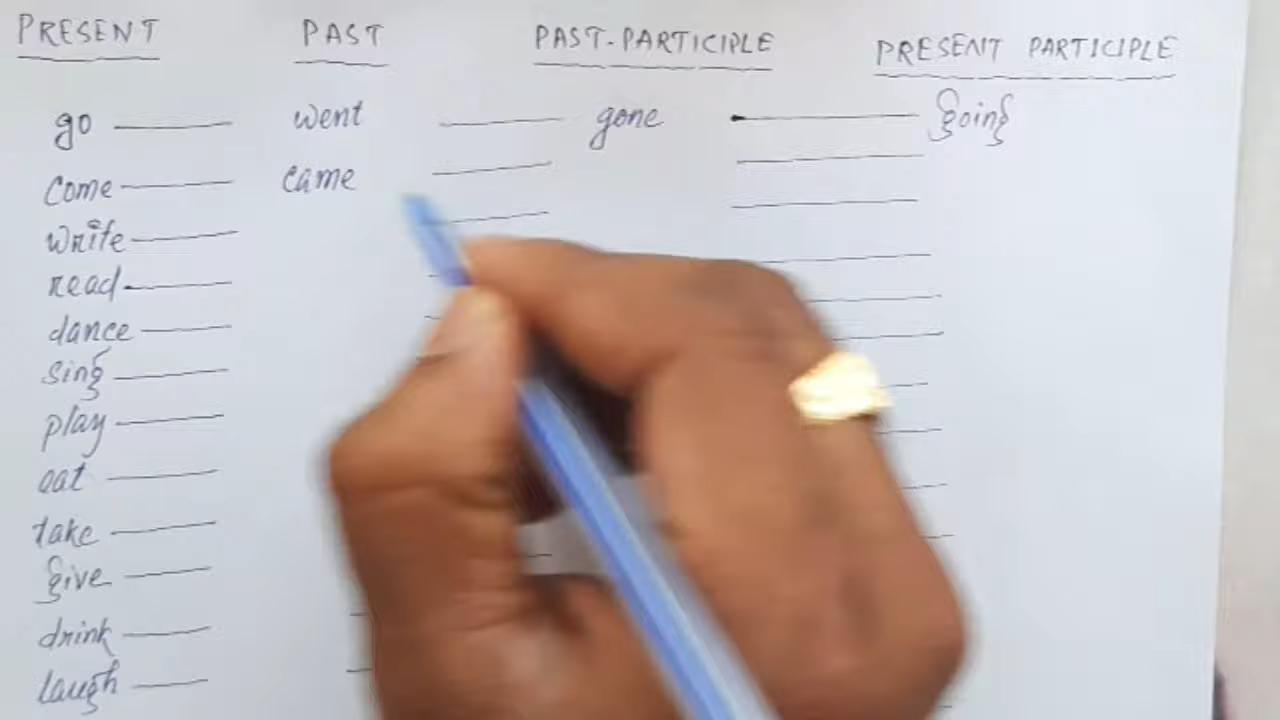 PRESENT PAST PAST-PARTICIPLE PRESENT PARTICIPLE
go went gone going
come came
write
read
dance
sing
play
eat
take
give
drink
laugh